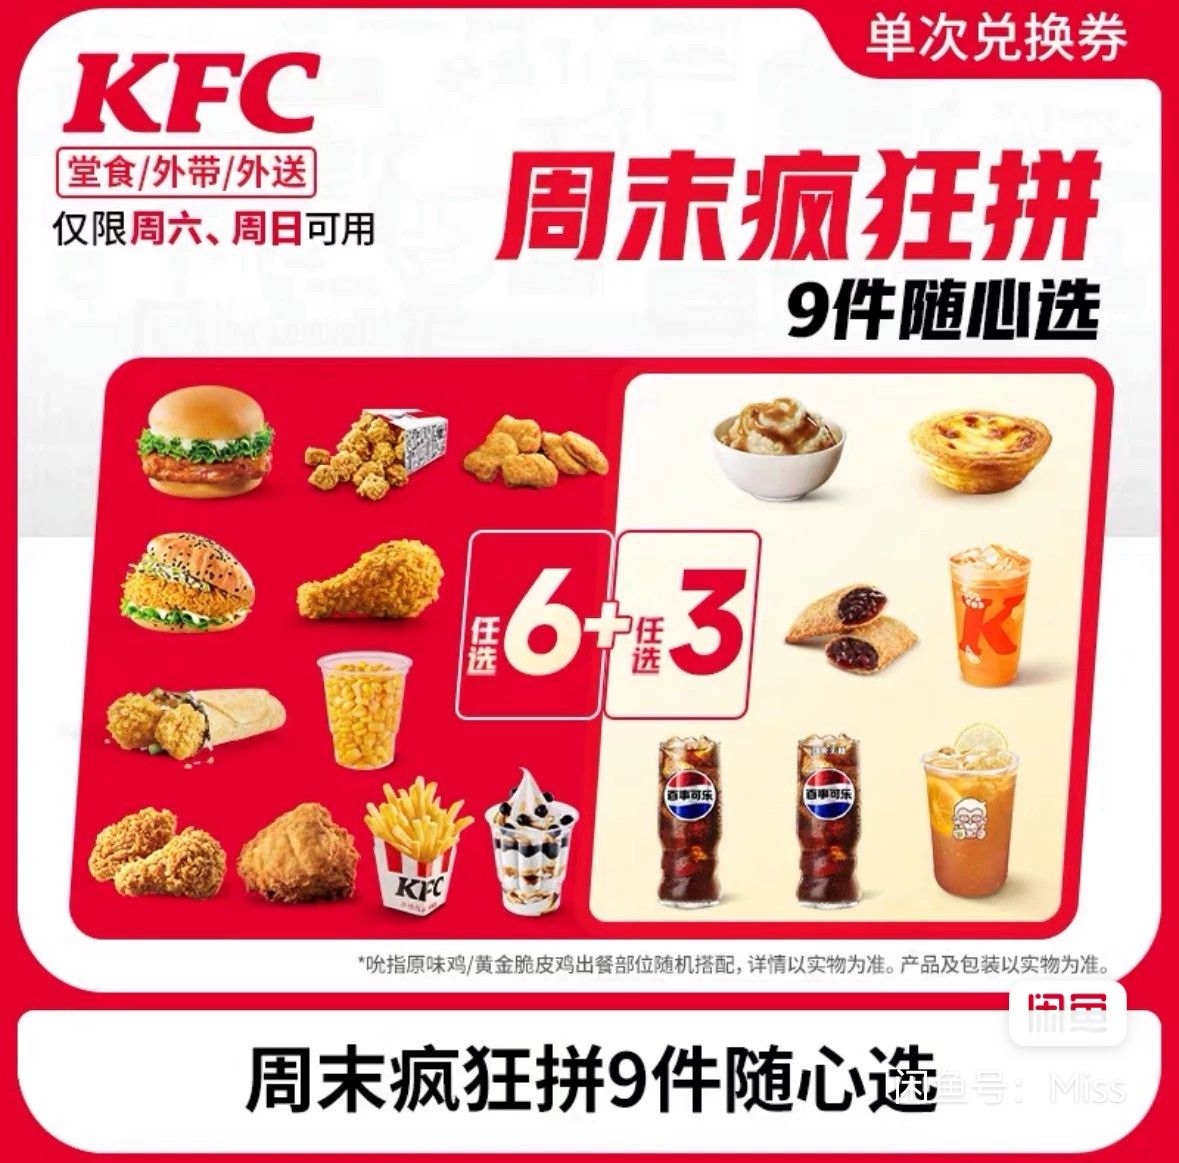 单次兑换券
KFC
堂食/外带/外送
仅限周六、周日可用
周末疯狂拼
9件随心选
任选6+任选3
百事可乐
百事可乐
K
KFC
*吮指原味鸡/黄金脆皮鸡出餐部位随机搭配，详情以实物为准。产品及包装以实物为准。
闲鱼
周末疯狂拼9件随心选
闲鱼号：Miss